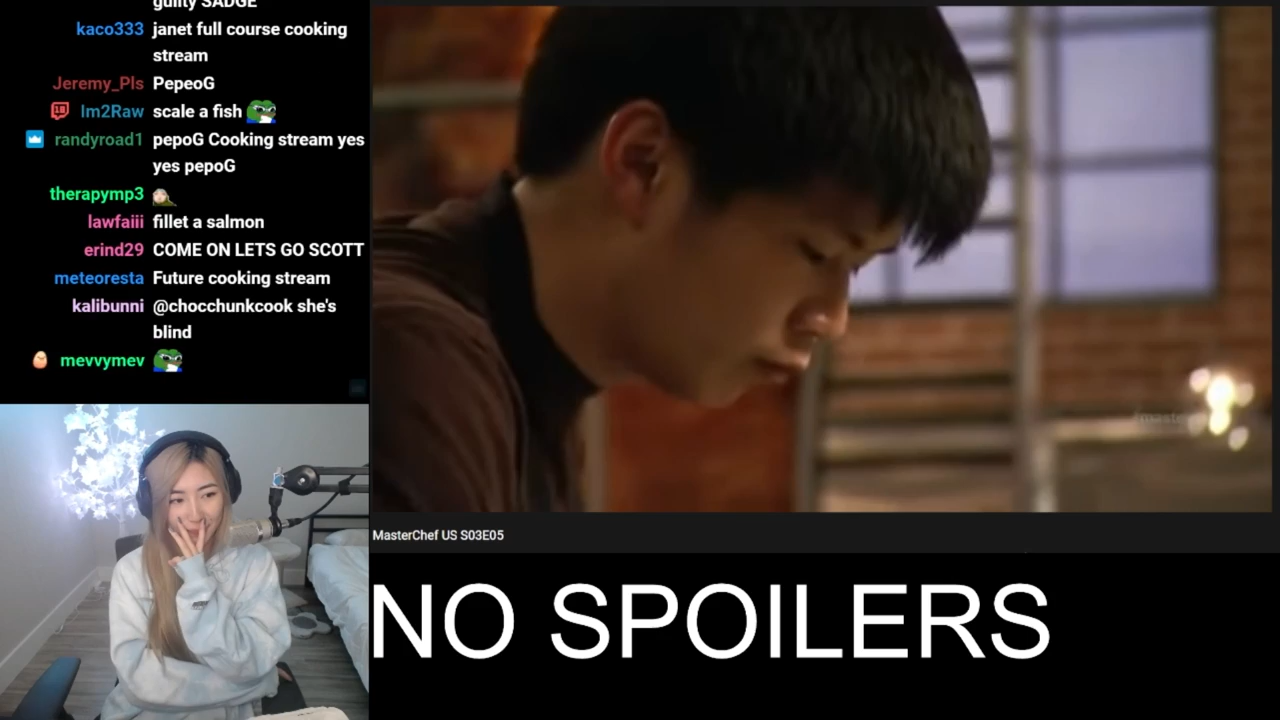 guilty SADGE
kaco333 janet full course cooking
stream
Jeremy_Pls PepeoG
Im2Raw scale a fish
randyroad1 pepoG Cooking stream yes
yes pepoG
therapymp3
lawfaiii fillet a salmon
erind29 COME ON LETS GO SCOTT
meteoresta Future cooking stream
kalibunni @chocchunkcook she's
blind
mevvymev
MasterChef US S03E05
NO SPOILERS